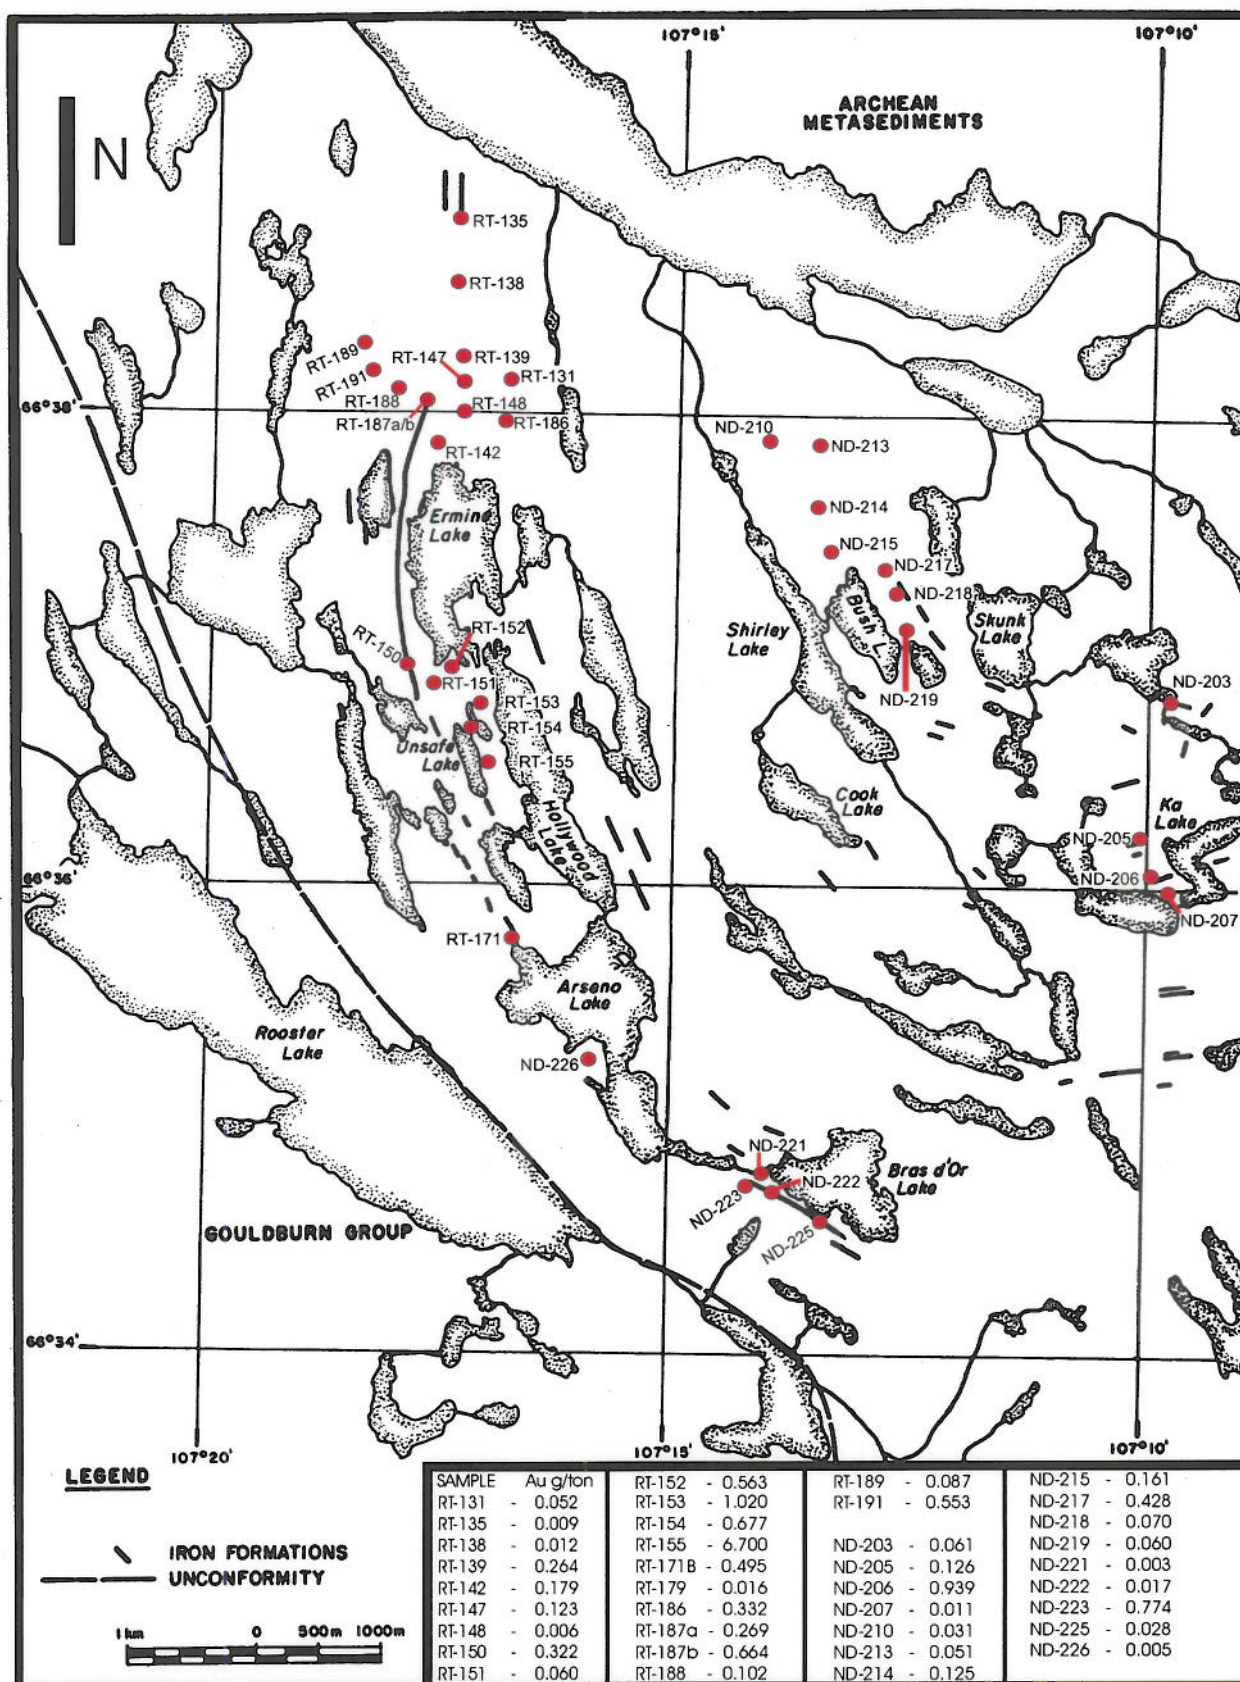 107°15'
107°10'
ARCHEAN
METASEDIMENTS
N
RT-135
RT-138
RT-189
RT-147
RT-139
RT-191
RT-131
RT-188
66°38'
RT-148
RT-187a/b
RT-186
ND-210
ND-213
RT-142
Ermine
Lake
ND-214
ND-215
ND-217
ND-218
Bush L.
Skunk
Lake
Shirley
Lake
RT-152
RT-150
RT-151
ND-203
ND-219
RT-153
RT-154
Unsafe
Lake
RT-155
Hollywood
Lake
Cook
Lake
Ka
Lake
ND-205
66°36'
ND-206
ND-207
RT-171
Arseno
Lake
Rooster
Lake
ND-226
ND-221
Bras d'Or
Lake
ND-222
ND-223
GOULDBURN GROUP
ND-225
66°34'
107°20'
107°15'
107°10'
LEGEND
IRON FORMATIONS
UNCONFORMITY
1 km 0 500m 1000m
SAMPLE Au g/ton
RT-131 - 0.052
RT-135 - 0.009
RT-138 - 0.012
RT-139 - 0.264
RT-142 - 0.179
RT-147 - 0.123
RT-148 - 0.006
RT-150 - 0.322
RT-151 - 0.060
RT-152 - 0.563
RT-153 - 1.020
RT-154 - 0.677
RT-155 - 6.700
RT-171B - 0.495
RT-179 - 0.016
RT-186 - 0.332
RT-187a - 0.269
RT-187b - 0.664
RT-188 - 0.102
RT-189 - 0.087
RT-191 - 0.553
ND-203 - 0.061
ND-205 - 0.126
ND-206 - 0.939
ND-207 - 0.011
ND-210 - 0.031
ND-213 - 0.051
ND-214 - 0.125
ND-215 - 0.161
ND-217 - 0.428
ND-218 - 0.070
ND-219 - 0.060
ND-221 - 0.003
ND-222 - 0.017
ND-223 - 0.774
ND-225 - 0.028
ND-226 - 0.005